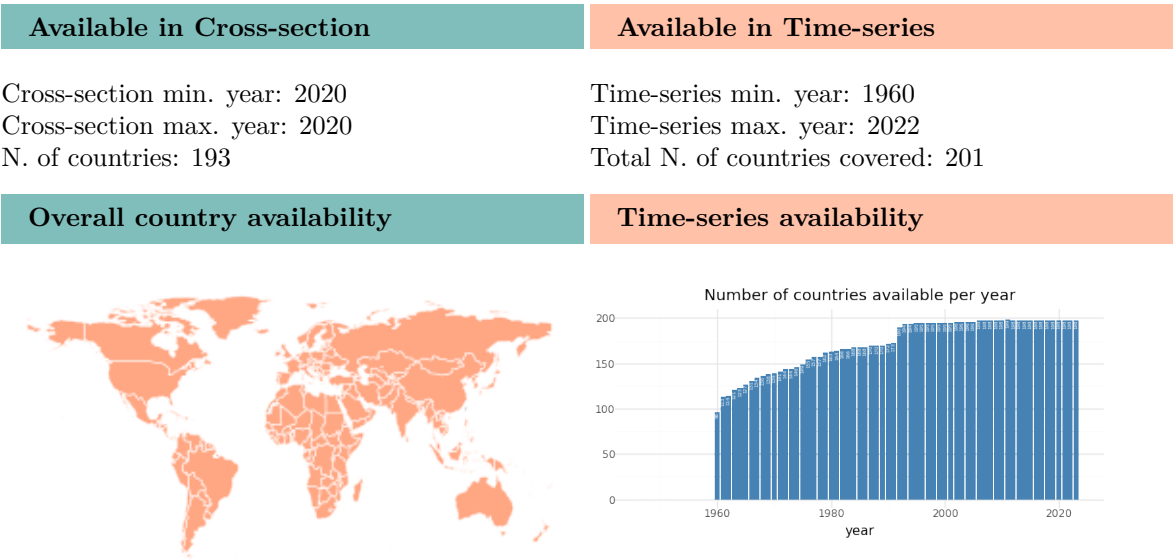 Available in Cross-section
Available in Time-series
Cross-section min. year: 2020
Cross-section max. year: 2020
N. of countries: 193
Time-series min. year: 1960
Time-series max. year: 2022
Total N. of countries covered: 201
Overall country availability
Time-series availability
Number of countries available per year
200
150
100
50
0
1960
1980
2000
2020
year